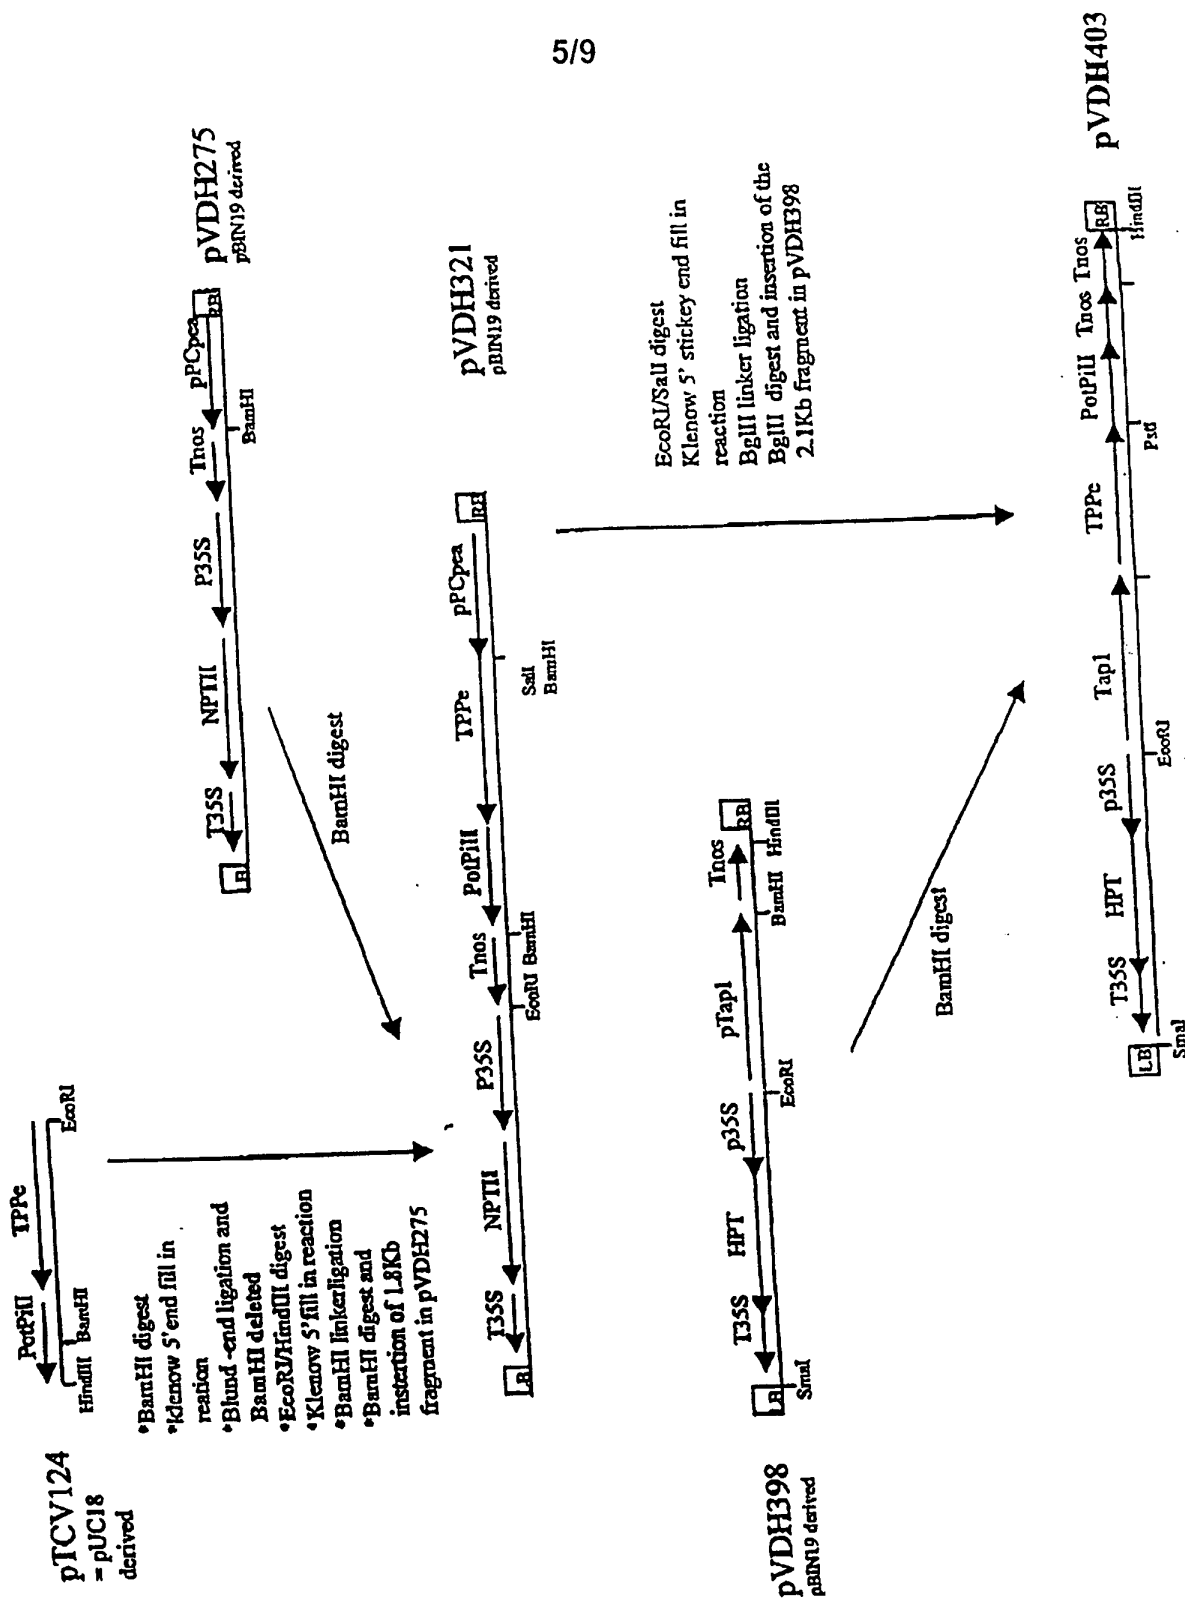 5/9
pTCV124
= pUC18
derived
PotPiII TPPe
HindIII BamHI EcoRI
*BamHI digest
*klenow 5'end fill in
reation
*Blund -end ligation and
BamHI deleted
*EcoRI/HindIII digest
*Klenow 5'fill in reaction
*BamHI linkerligation
*BamHI digest and
instertion of 1.8Kb
fragment in pVDH275
T35S NPTII P35S Tnos pPCpea
LB RB
BamHI
pVDH275
pBIN19 derived
BamHI digest
T35S NPTII P35S Tnos PotPiII TPPe pPCpea
LB RB
EcoRI BamHI SalI
BamHI
pVDH321
pBIN19 derived
EcoRI/SalI digest
Klenow 5' stickey end fill in
reaction
BglII linker ligation
BglII digest and insertion of the
2.1Kb fragment in pVDH398
pVDH398
pBIN19 derived
T35S HPT p35S pTap1 Tnos
LB RB
SmaI EcoRI BamHI HindIII
BamHI digest
T35S HPT p35S Tap1 TPPe PotPiII Tnos Tnos
LB RB
SmaI EcoRI PstI HindIII
pVDH403